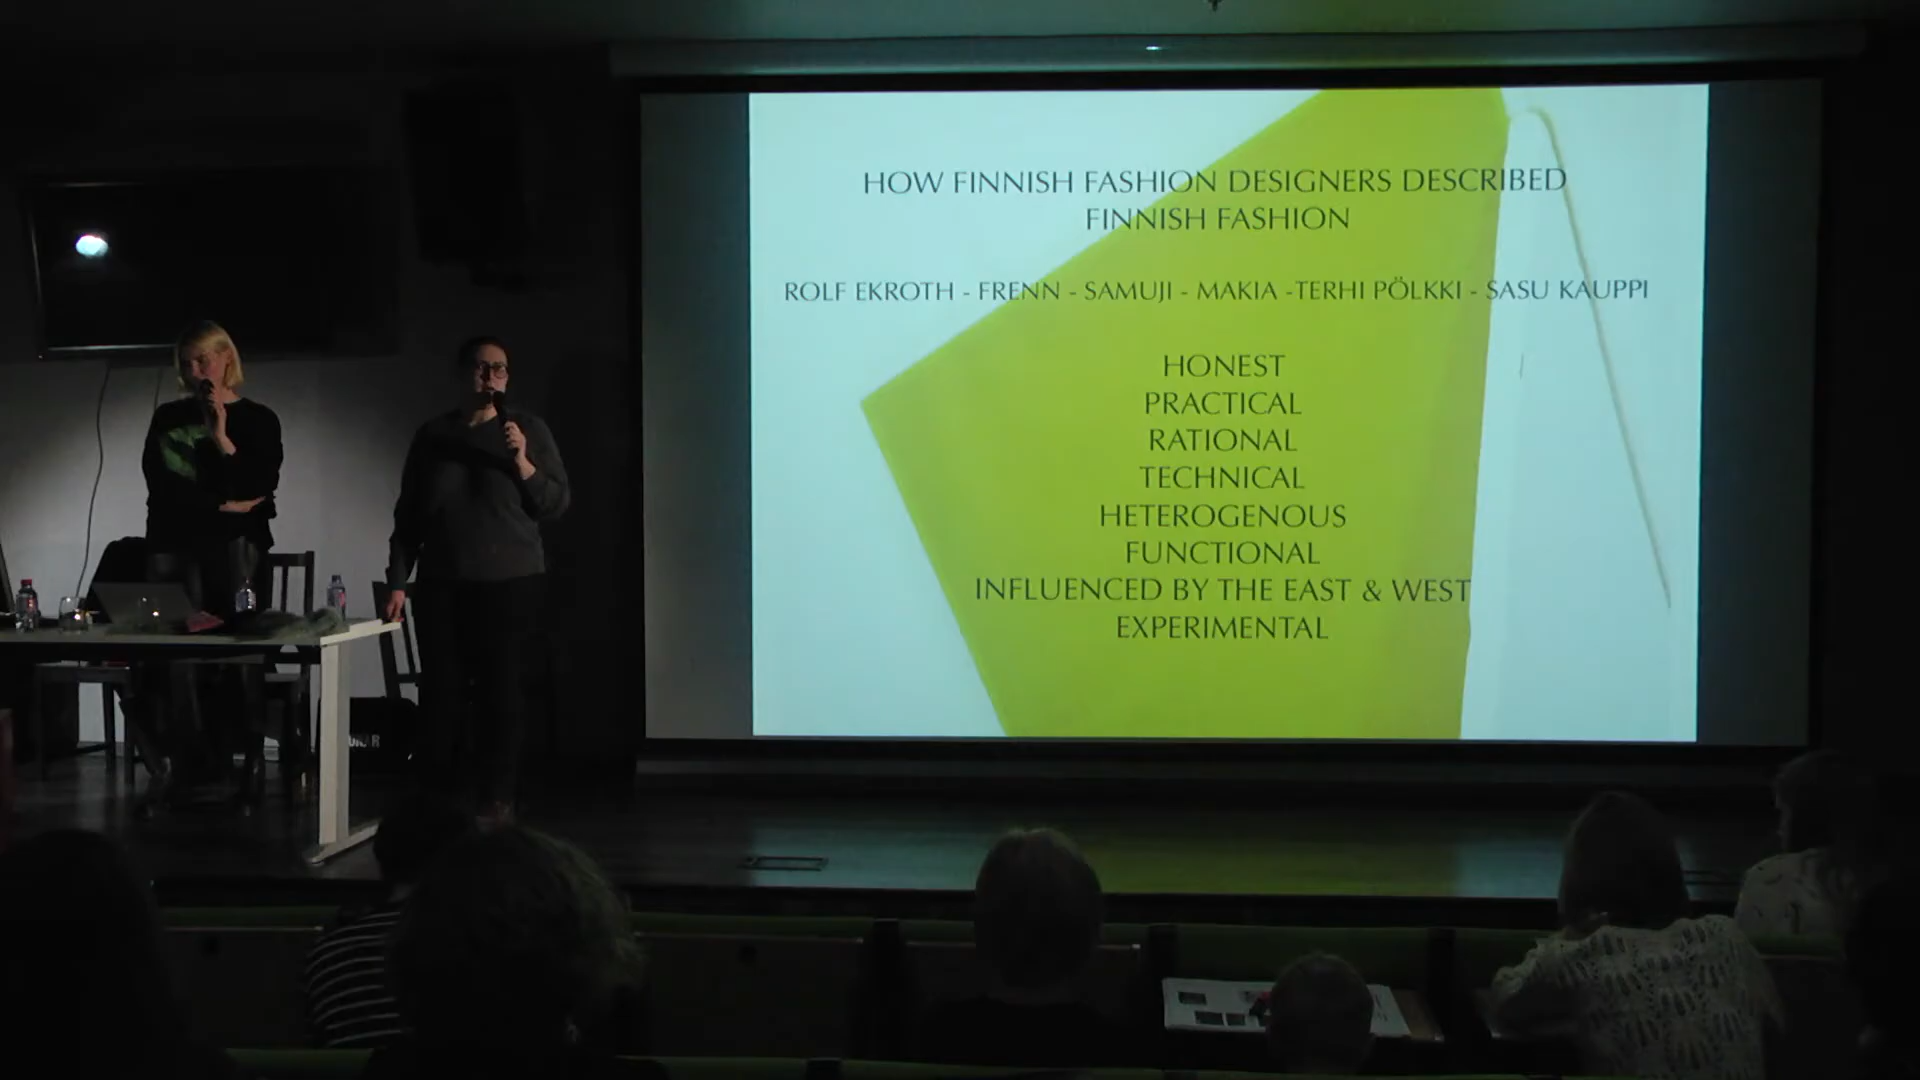 HOW FINNISH FASHION DESIGNERS DESCRIBED
FINNISH FASHION
ROLF EKROTH - FRENN - SAMUJI - MAKIA -TERHI PÖLKKI - SASU KAUPPI
HONEST
PRACTICAL
RATIONAL
TECHNICAL
HETEROGENOUS
FUNCTIONAL
INFLUENCED BY THE EAST & WEST
EXPERIMENTAL